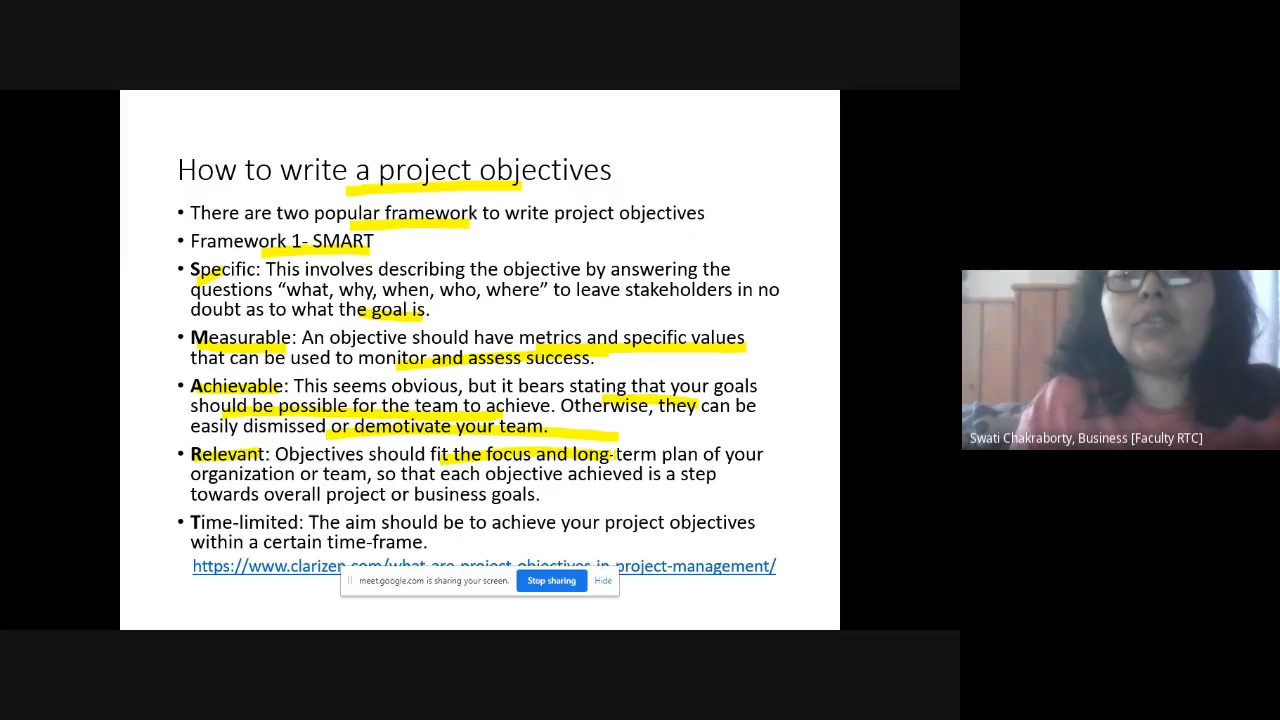 How to write a project objectives
• There are two popular framework to write project objectives
• Framework 1- SMART
• Specific: This involves describing the objective by answering the
questions “what, why, when, who, where” to leave stakeholders in no
doubt as to what the goal is.
• Measurable: An objective should have metrics and specific values
that can be used to monitor and assess success.
• Achievable: This seems obvious, but it bears stating that your goals
should be possible for the team to achieve. Otherwise, they can be
easily dismissed or demotivate your team.
• Relevant: Objectives should fit the focus and long-term plan of your
organization or team, so that each objective achieved is a step
towards overall project or business goals.
• Time-limited: The aim should be to achieve your project objectives
within a certain time-frame.
https://www.clarizen.com/what-are-project-objectives-in-project-management/
meet.google.com is sharing your screen. Stop sharing Hide
Swati Chakraborty, Business [Faculty RTC]